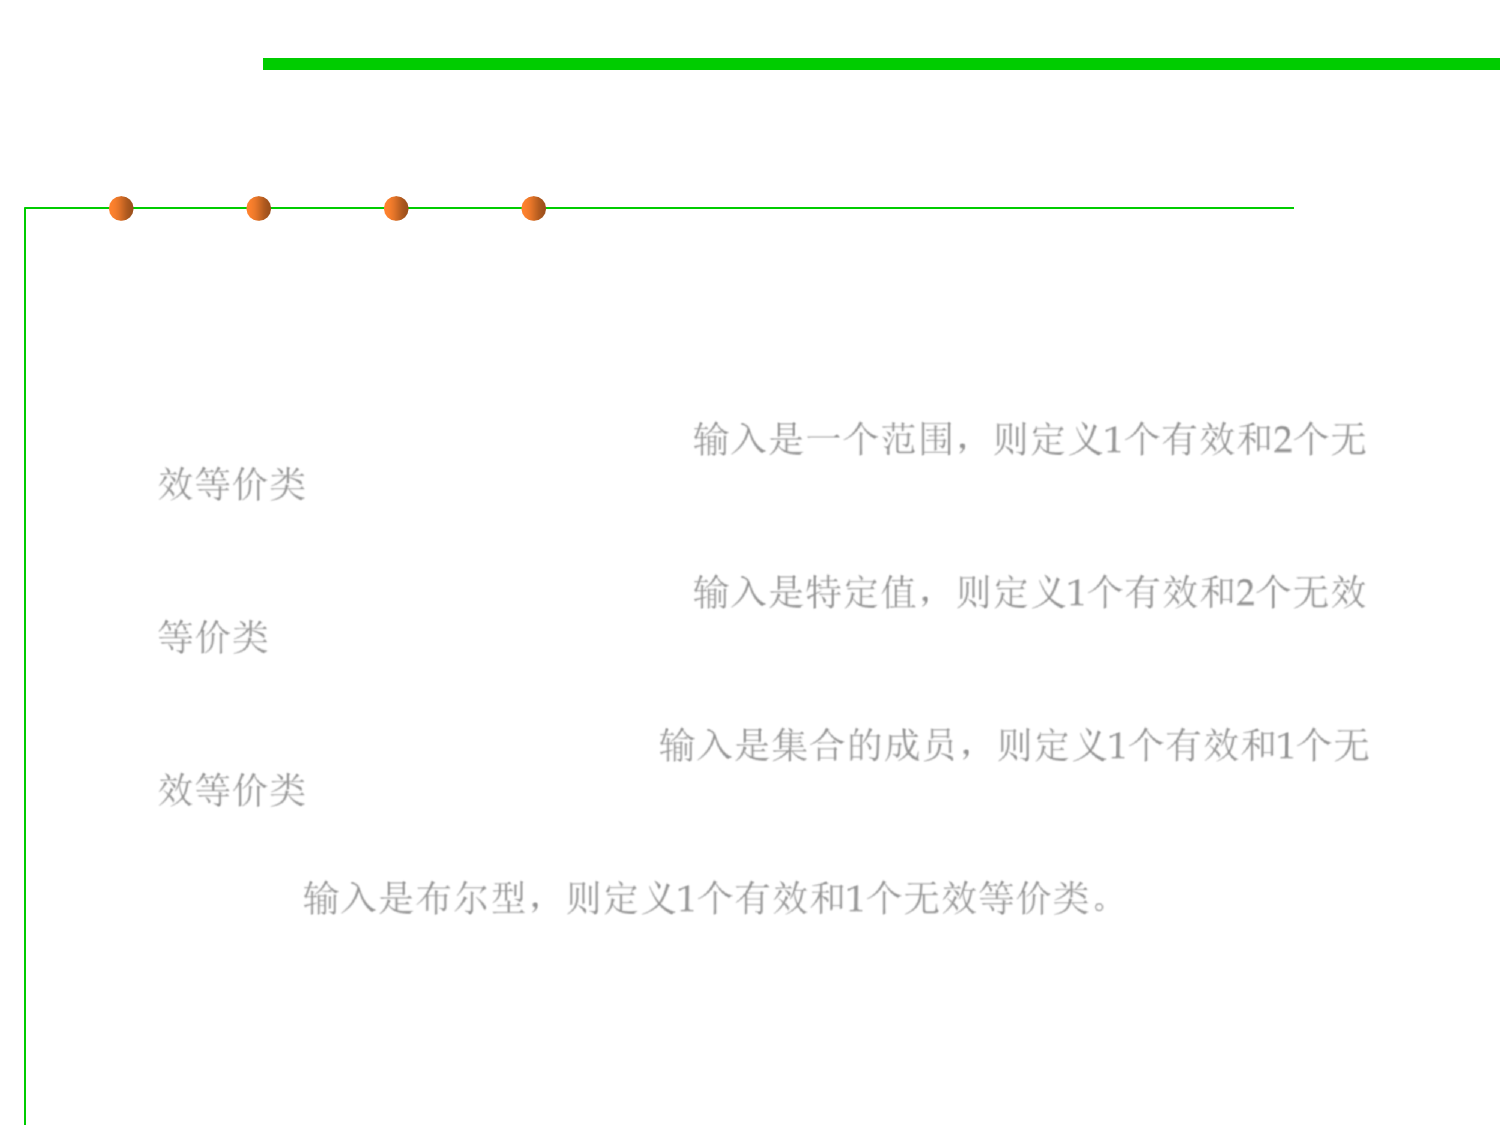 输入是一个范围，则定义1个有效和2个无
效等价类
输入是特定值，则定义1个有效和2个无效
等价类
输入是集合的成员，则定义1个有效和1个无
效等价类
输入是布尔型，则定义1个有效和1个无效等价类。